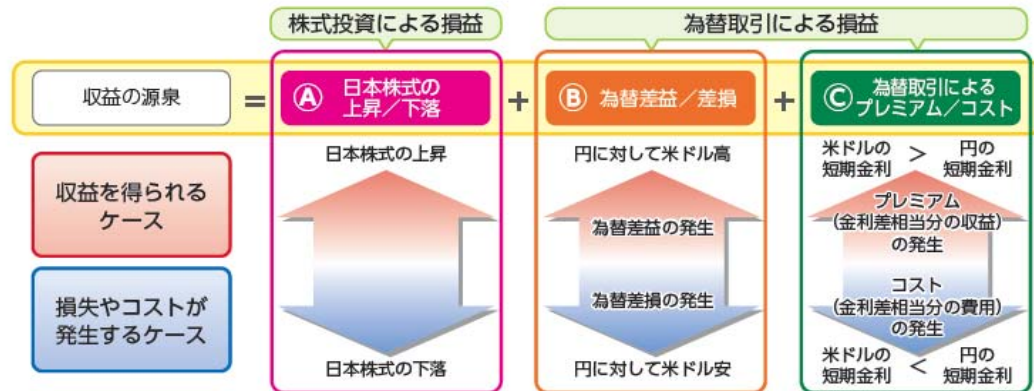 株式投資による損益
為替取引による損益
収益の源泉
=
Ⓐ 日本株式の
上昇/下落
+
Ⓑ 為替差益/差損
+
Ⓒ 為替取引による
プレミアム/コスト
収益を得られる
ケース
損失やコストが
発生するケース
日本株式の上昇
日本株式の下落
円に対して米ドル高
為替差益の発生
為替差損の発生
円に対して米ドル安
米ドルの
短期金利
>
円の
短期金利
プレミアム
(金利差相当分の収益)
の発生
コスト
(金利差相当分の費用)
の発生
米ドルの
短期金利
<
円の
短期金利